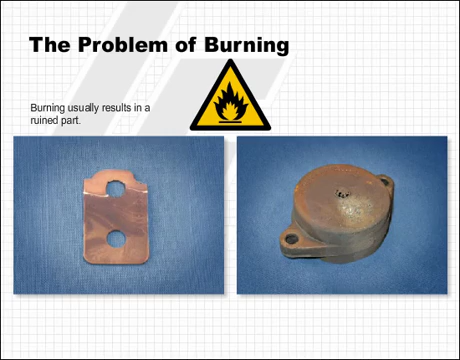 The Problem of Burning
Burning usually results in a
ruined part.